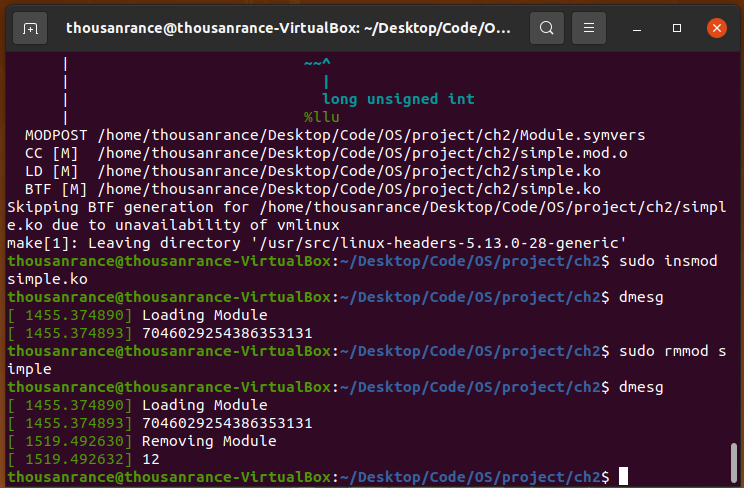 thousanrance@thousanrance-VirtualBox: ~/Desktop/Code/O...
| ~~^
| |
| long unsigned int
| %llu
MODPOST /home/thousanrance/Desktop/Code/OS/project/ch2/Module.symvers
CC [M]  /home/thousanrance/Desktop/Code/OS/project/ch2/simple.mod.o
LD [M]  /home/thousanrance/Desktop/Code/OS/project/ch2/simple.ko
BTF [M] /home/thousanrance/Desktop/Code/OS/project/ch2/simple.ko
Skipping BTF generation for /home/thousanrance/Desktop/Code/OS/project/ch2/simpl
e.ko due to unavailability of vmlinux
make[1]: Leaving directory '/usr/src/linux-headers-5.13.0-28-generic'
thousanrance@thousanrance-VirtualBox:~/Desktop/Code/OS/project/ch2$ sudo insmod
simple.ko
thousanrance@thousanrance-VirtualBox:~/Desktop/Code/OS/project/ch2$ dmesg
[ 1455.374890] Loading Module
[ 1455.374893] 7046029254386353131
thousanrance@thousanrance-VirtualBox:~/Desktop/Code/OS/project/ch2$ sudo rmmod s
imple
thousanrance@thousanrance-VirtualBox:~/Desktop/Code/OS/project/ch2$ dmesg
[ 1455.374890] Loading Module
[ 1455.374893] 7046029254386353131
[ 1519.492630] Removing Module
[ 1519.492632] 12
thousanrance@thousanrance-VirtualBox:~/Desktop/Code/OS/project/ch2$